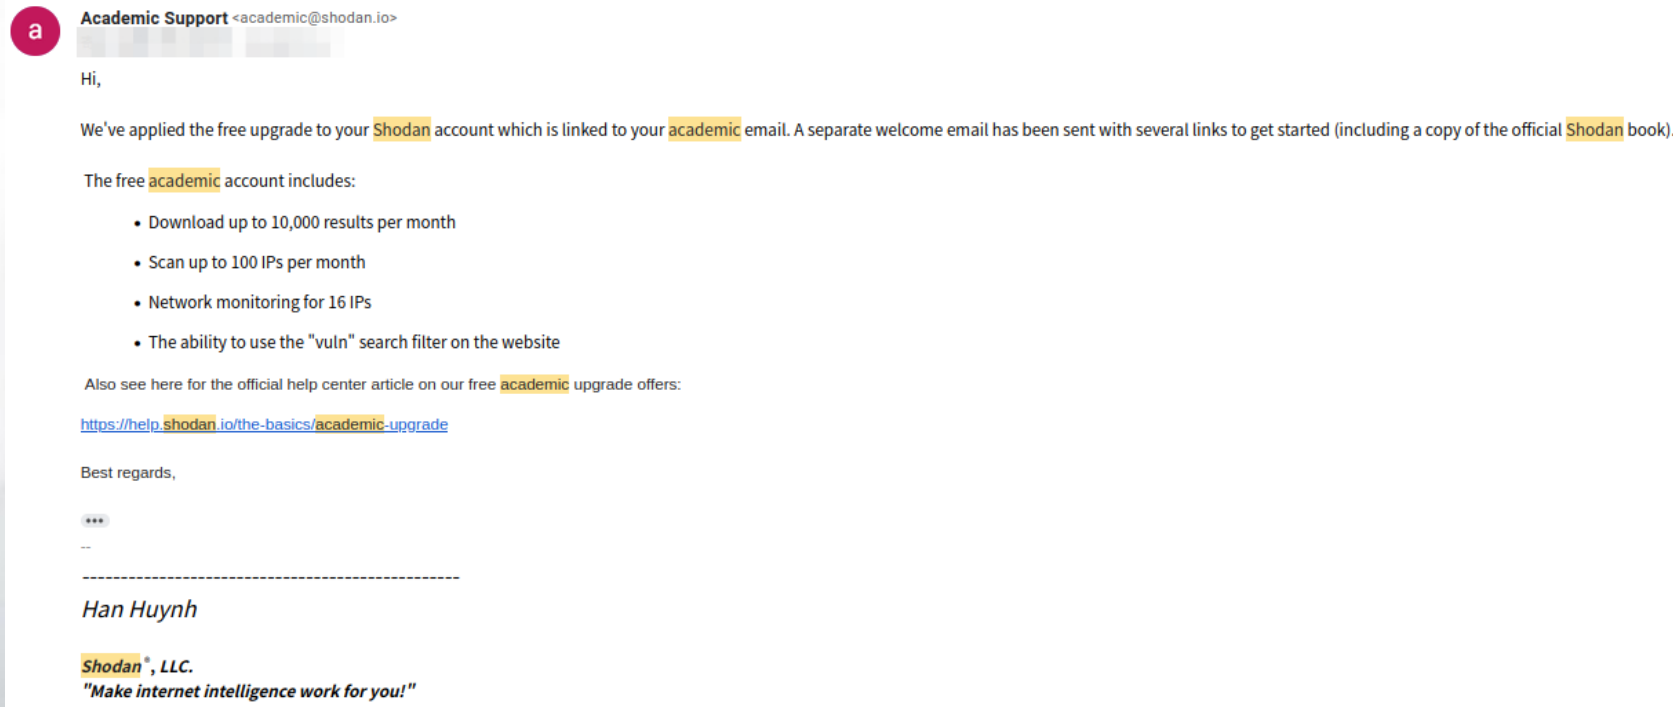 a
Academic Support <academic@shodan.io>
Hi,
We've applied the free upgrade to your Shodan account which is linked to your academic email. A separate welcome email has been sent with several links to get started (including a copy of the official Shodan book).
The free academic account includes:
• Download up to 10,000 results per month
• Scan up to 100 IPs per month
• Network monitoring for 16 IPs
• The ability to use the "vuln" search filter on the website
Also see here for the official help center article on our free academic upgrade offers:
https://help.shodan.io/the-basics/academic-upgrade
Best regards,
•••
--
-------------------------------------------------
Han Huynh
Shodan®, LLC.
"Make internet intelligence work for you!"